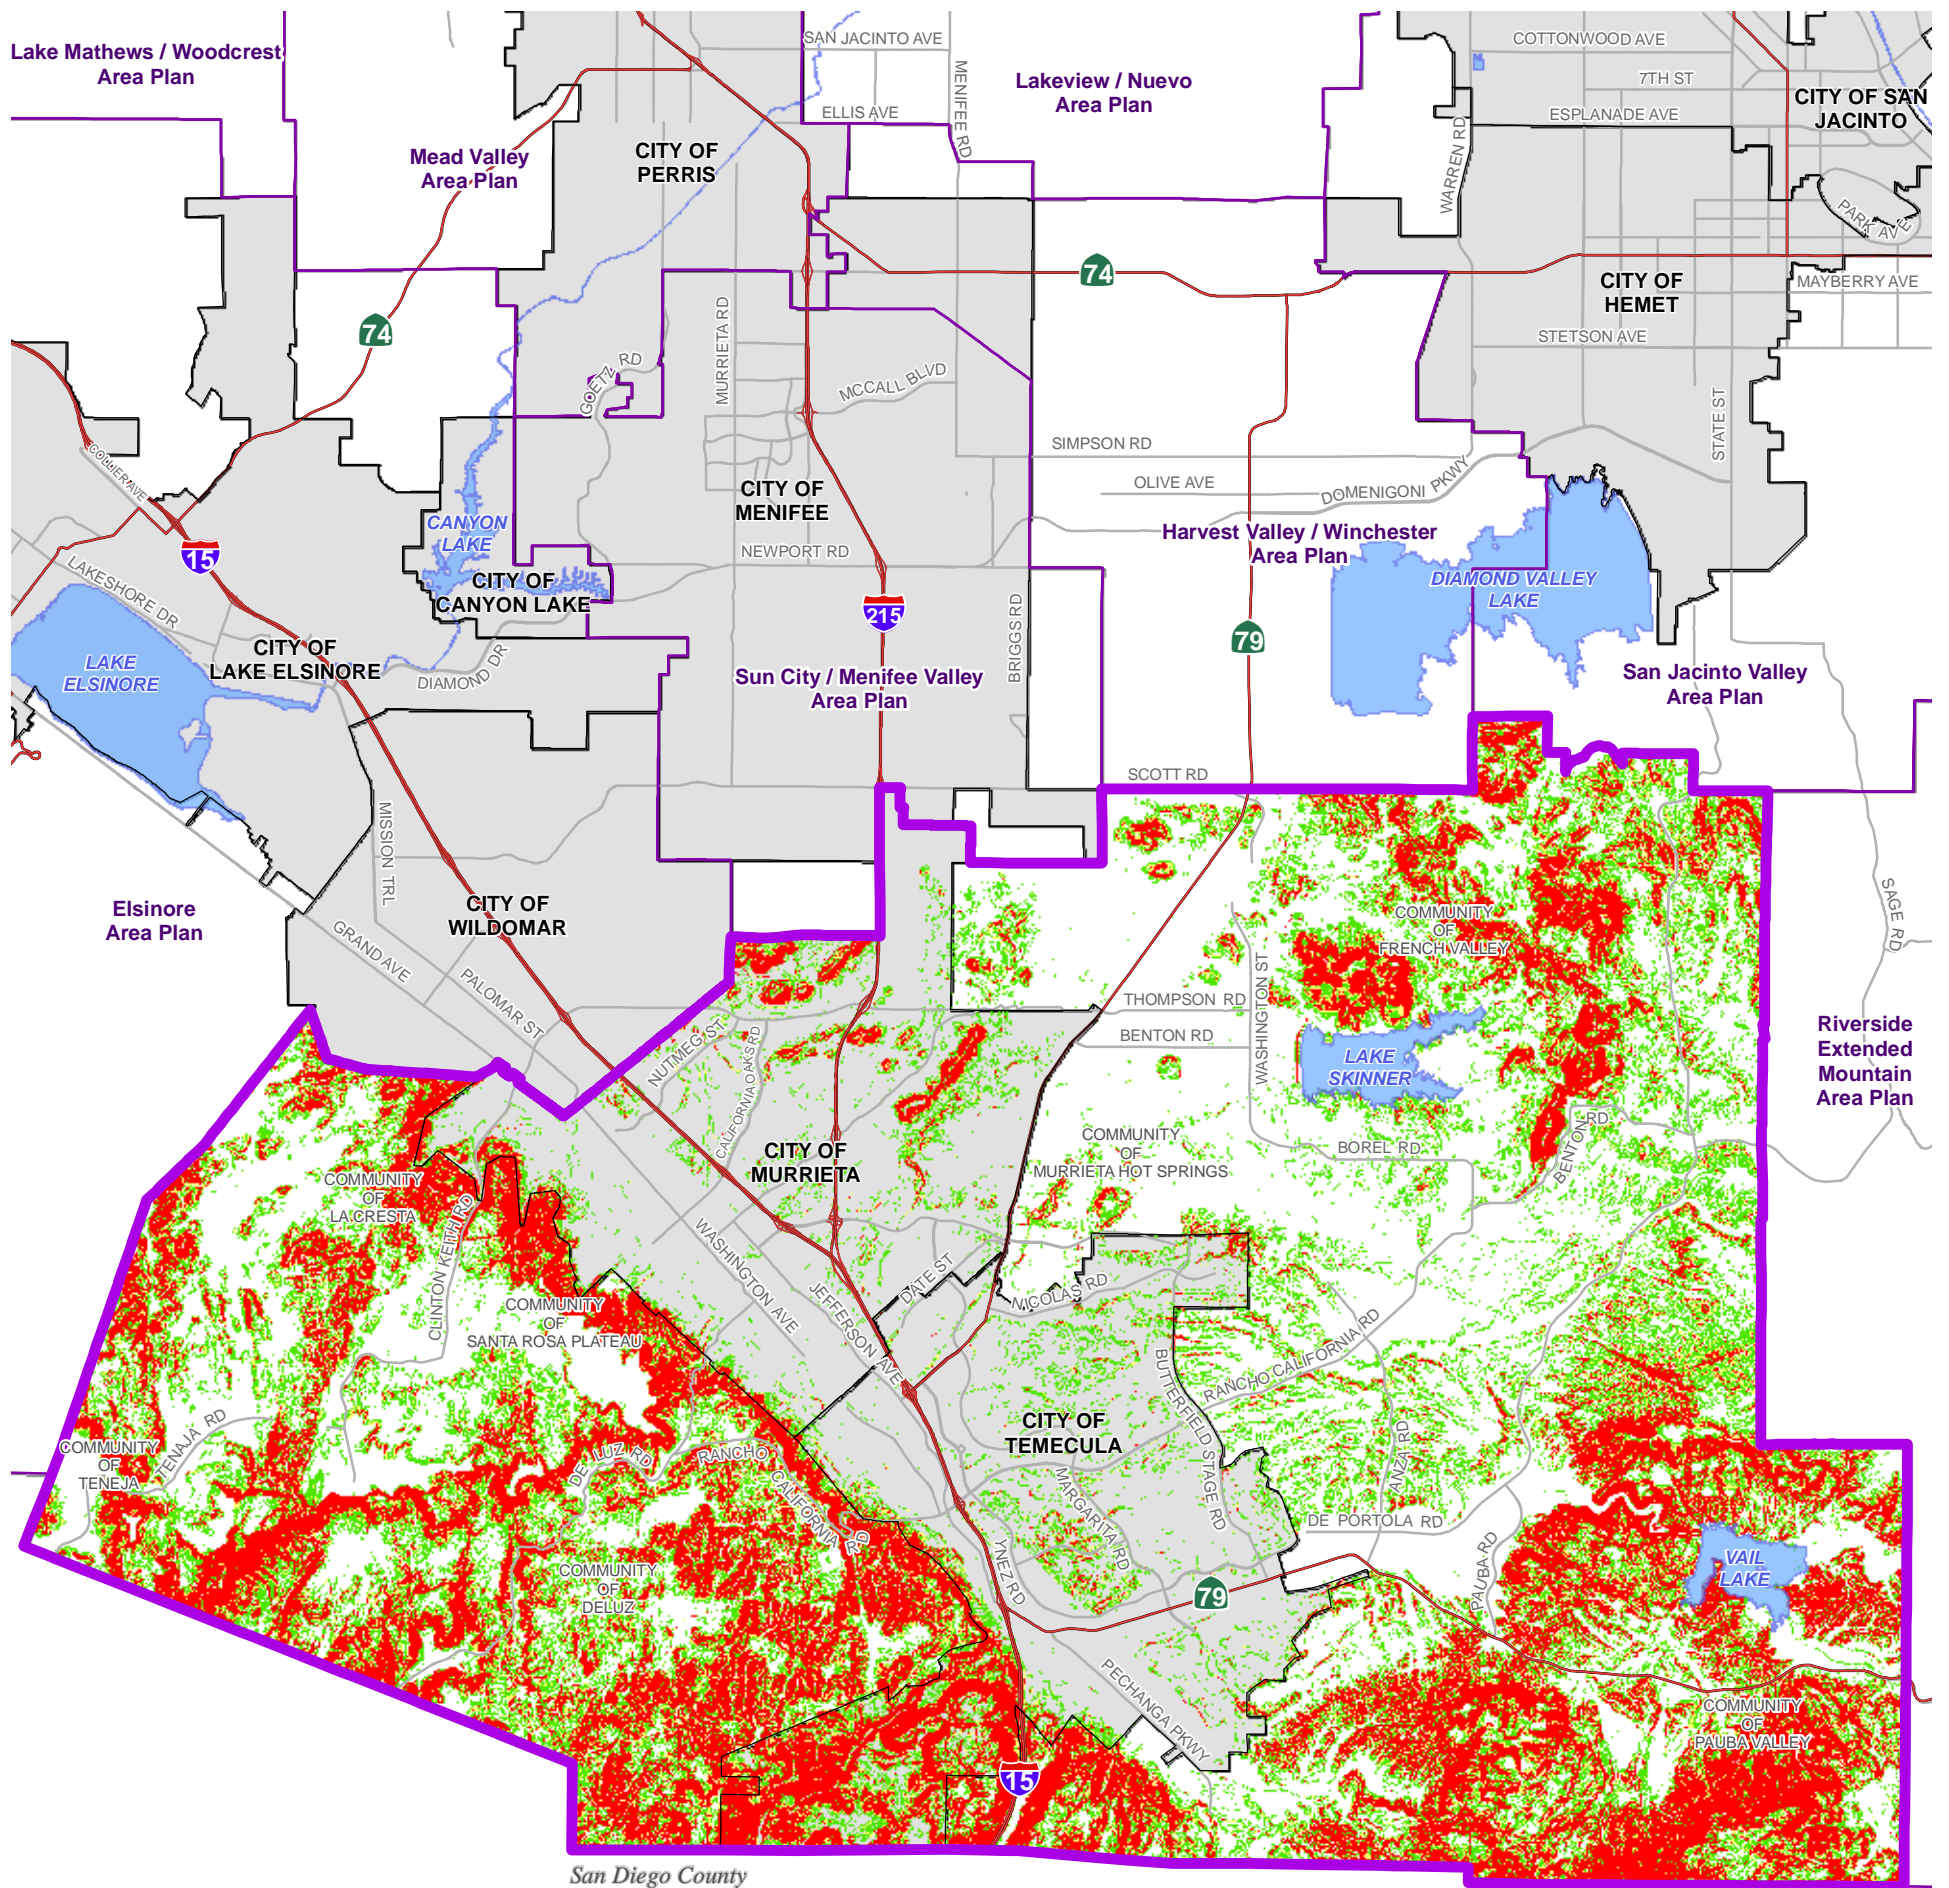 Lake Mathews / Woodcrest
Area Plan
SAN JACINTO AVE
MENIFEE RD
ELLIS AVE
Lakeview / Nuevo
Area Plan
COTTONWOOD AVE
7TH ST
ESPLANADE AVE
CITY OF SAN
JACINTO
WARREN RD
PARK AVE
Mead Valley
Area Plan
CITY OF
PERRIS
74
74
CITY OF
HEMET
MAYBERRY AVE
STETSON AVE
STATE ST
MURRIETA RD
GOETZ RD
MCCALL BLVD
SIMPSON RD
OLIVE AVE
DOMENIGONI PKWY
COLLIER AVE
CITY OF
MENIFEE
CANYON
LAKE
NEWPORT RD
Harvest Valley / Winchester
Area Plan
DIAMOND VALLEY
LAKE
15
LAKESHORE DR
CITY OF
CANYON LAKE
215
BRIGGS RD
79
LAKE
ELSINORE
CITY OF
LAKE ELSINORE
DIAMOND DR
Sun City / Menifee Valley
Area Plan
San Jacinto Valley
Area Plan
SCOTT RD
MISSION TRL
SAGE RD
Elsinore
Area Plan
CITY OF
WILDOMAR
GRAND AVE
PALOMAR ST
COMMUNITY
OF
FRENCH VALLEY
THOMPSON RD
BENTON RD
WASHINGTON ST
NUTMEG ST
CALIFORNIA OAKS RD
LAKE
SKINNER
Riverside
Extended
Mountain
Area Plan
BENTON RD
BOREL RD
CITY OF
MURRIETA
COMMUNITY
OF
MURRIETA HOT SPRINGS
COMMUNITY
OF
LA CRESTA
CLINTON KEITH RD
WASHINGTON AVE
JEFFERSON AVE
DATE ST
NICOLAS RD
COMMUNITY
OF
SANTA ROSA PLATEAU
BUTTERFIELD STAGE RD
RANCHO CALIFORNIA RD
ANZA RD
CITY OF
TEMECULA
COMMUNITY
OF
TENEJA
TENAJA RD
DE LUZ RD
RANCHO CALIFORNIA RD
MARGARITA RD
YNEZ RD
DE PORTOLA RD
PAUBA RD
VAIL
LAKE
COMMUNITY
OF
DELUZ
79
PECHANGA PKWY
COMMUNITY
OF
PAUBA VALLEY
15
San Diego County